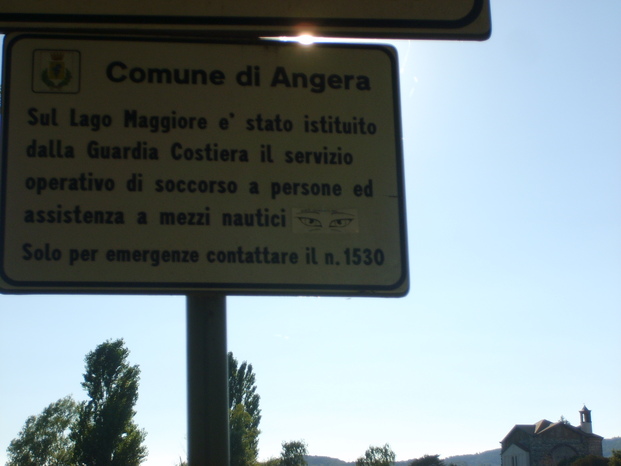 Comune di Angera
Sul Lago Maggiore e' stato istituito
dalla Guardia Costiera il servizio
operativo di soccorso a persone ed
assistenza a mezzi nautici
Solo per emergenze contattare il n. 1530